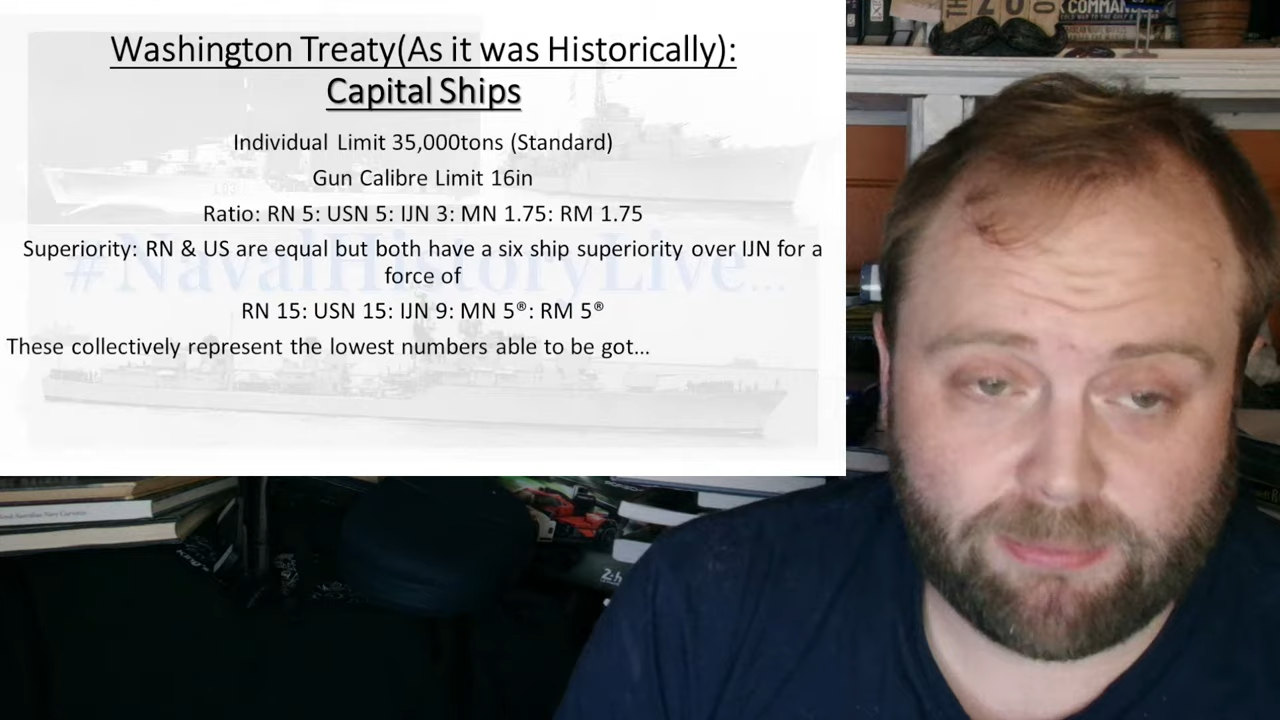 Washington Treaty(As it was Historically):
Capital Ships
Individual Limit 35,000tons (Standard)
Gun Calibre Limit 16in
Ratio: RN 5: USN 5: IJN 3: MN 1.75: RM 1.75
Superiority: RN & US are equal but both have a six ship superiority over IJN for a
force of
#NavalHistoryLive...
RN 15: USN 15: IJN 9: MN 5®: RM 5®
These collectively represent the lowest numbers able to be got...
COMMAND